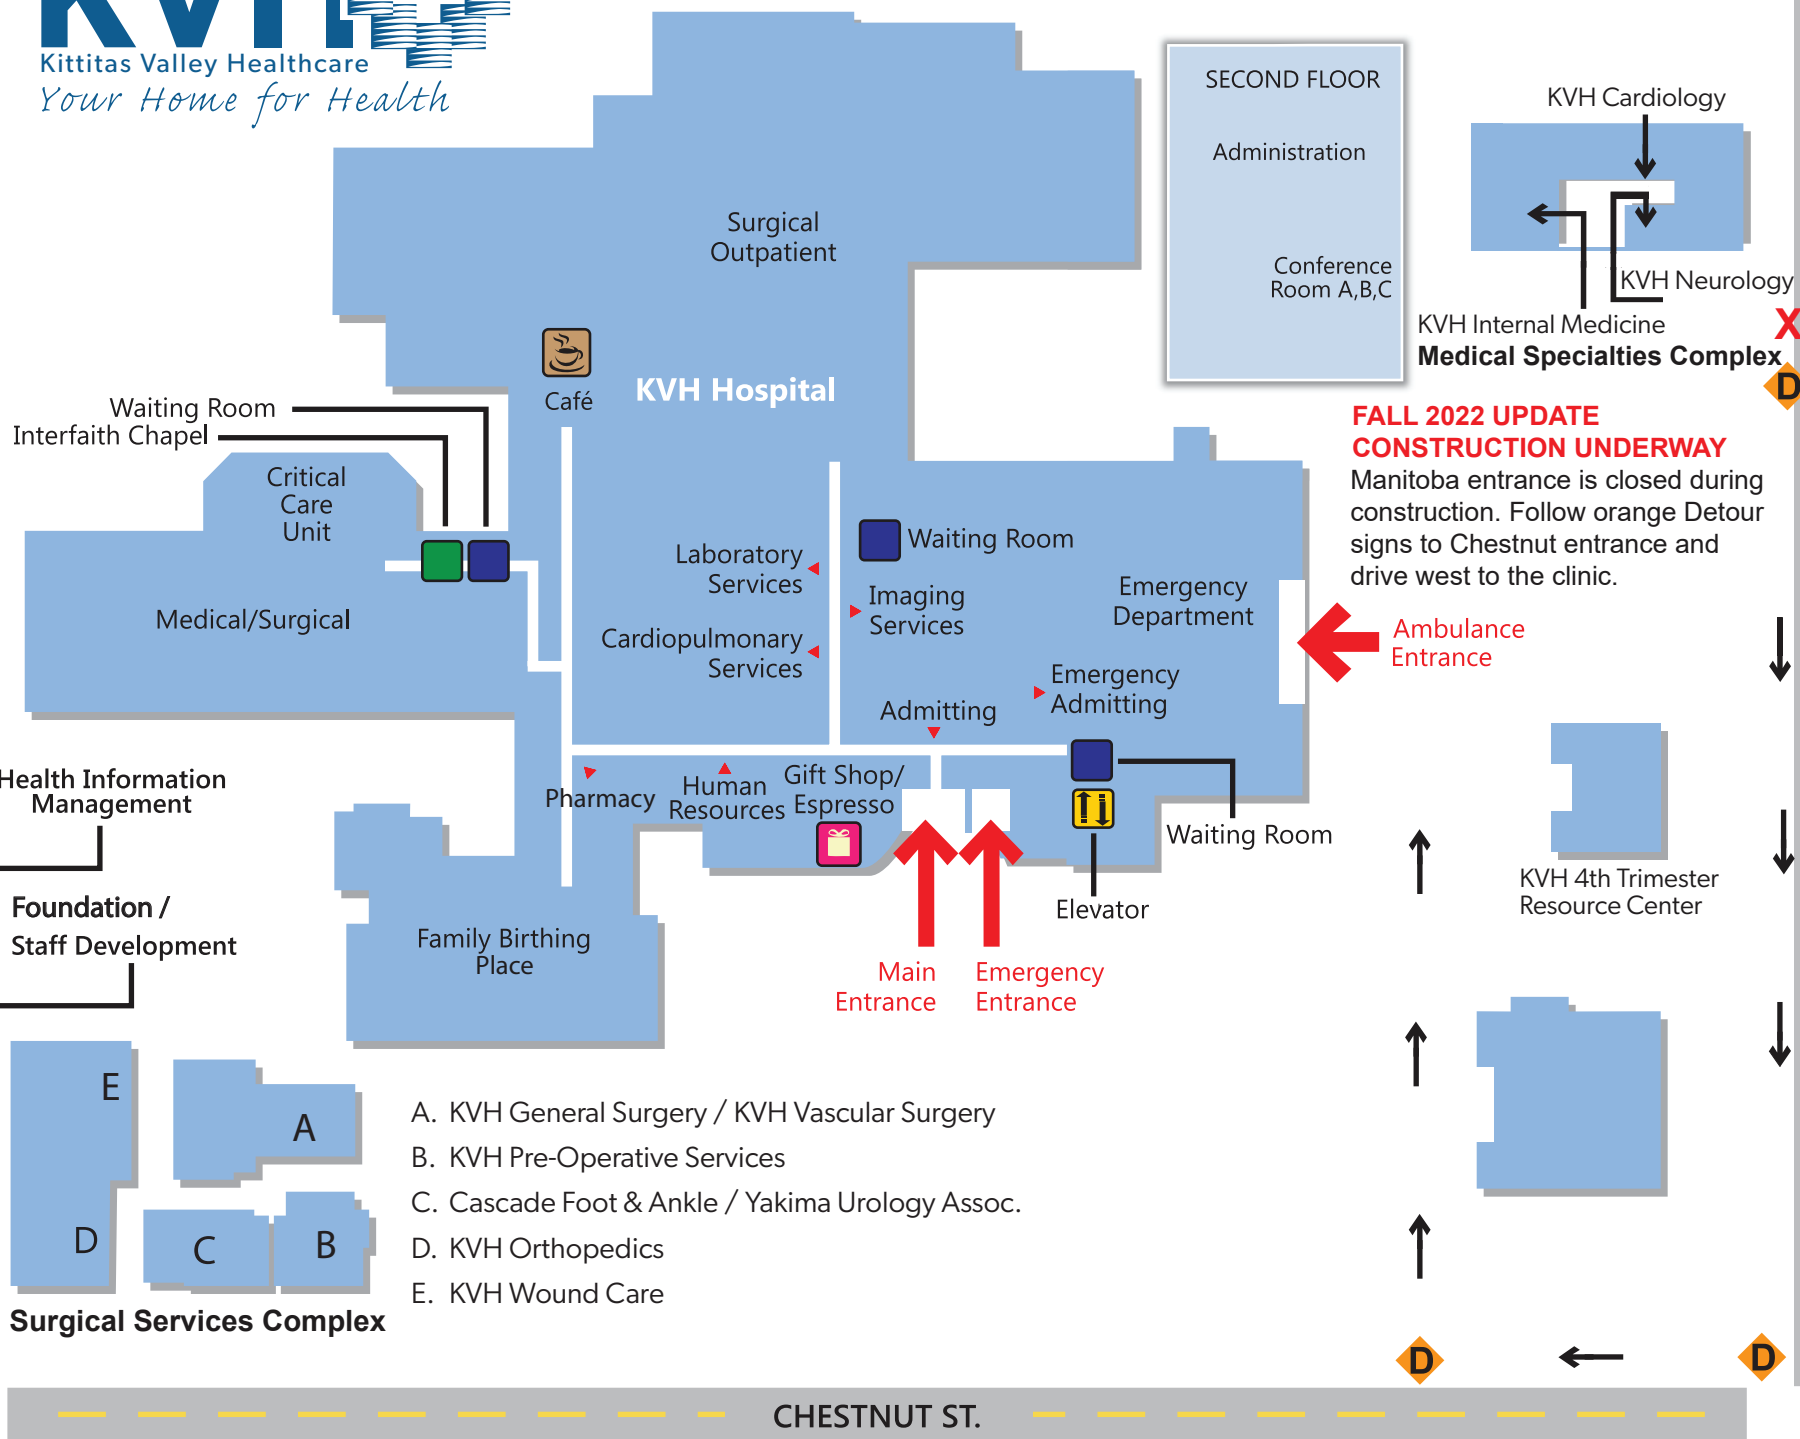 KVH
Kittitas Valley Healthcare
Your Home for Health
SECOND FLOOR
Administration
Conference
Room A,B,C
KVH Cardiology
KVH Neurology
KVH Internal Medicine
Medical Specialties Complex
X
D
FALL 2022 UPDATE
CONSTRUCTION UNDERWAY
Manitoba entrance is closed during
construction. Follow orange Detour
signs to Chestnut entrance and
drive west to the clinic.
Surgical
Outpatient
Café
KVH Hospital
Waiting Room
Interfaith Chapel
Critical
Care
Unit
Medical/Surgical
Laboratory
Services
Waiting Room
Imaging
Services
Cardiopulmonary
Services
Emergency
Department
Ambulance
Entrance
Emergency
Admitting
Admitting
Pharmacy
Human
Resources
Gift Shop/
Espresso
Waiting Room
Elevator
Health Information
Management
Foundation /
Staff Development
Family Birthing
Place
Main
Entrance
Emergency
Entrance
KVH 4th Trimester
Resource Center
E
A
D
C
B
Surgical Services Complex
A. KVH General Surgery / KVH Vascular Surgery
B. KVH Pre-Operative Services
C. Cascade Foot & Ankle / Yakima Urology Assoc.
D. KVH Orthopedics
E. KVH Wound Care
D
D
CHESTNUT ST.